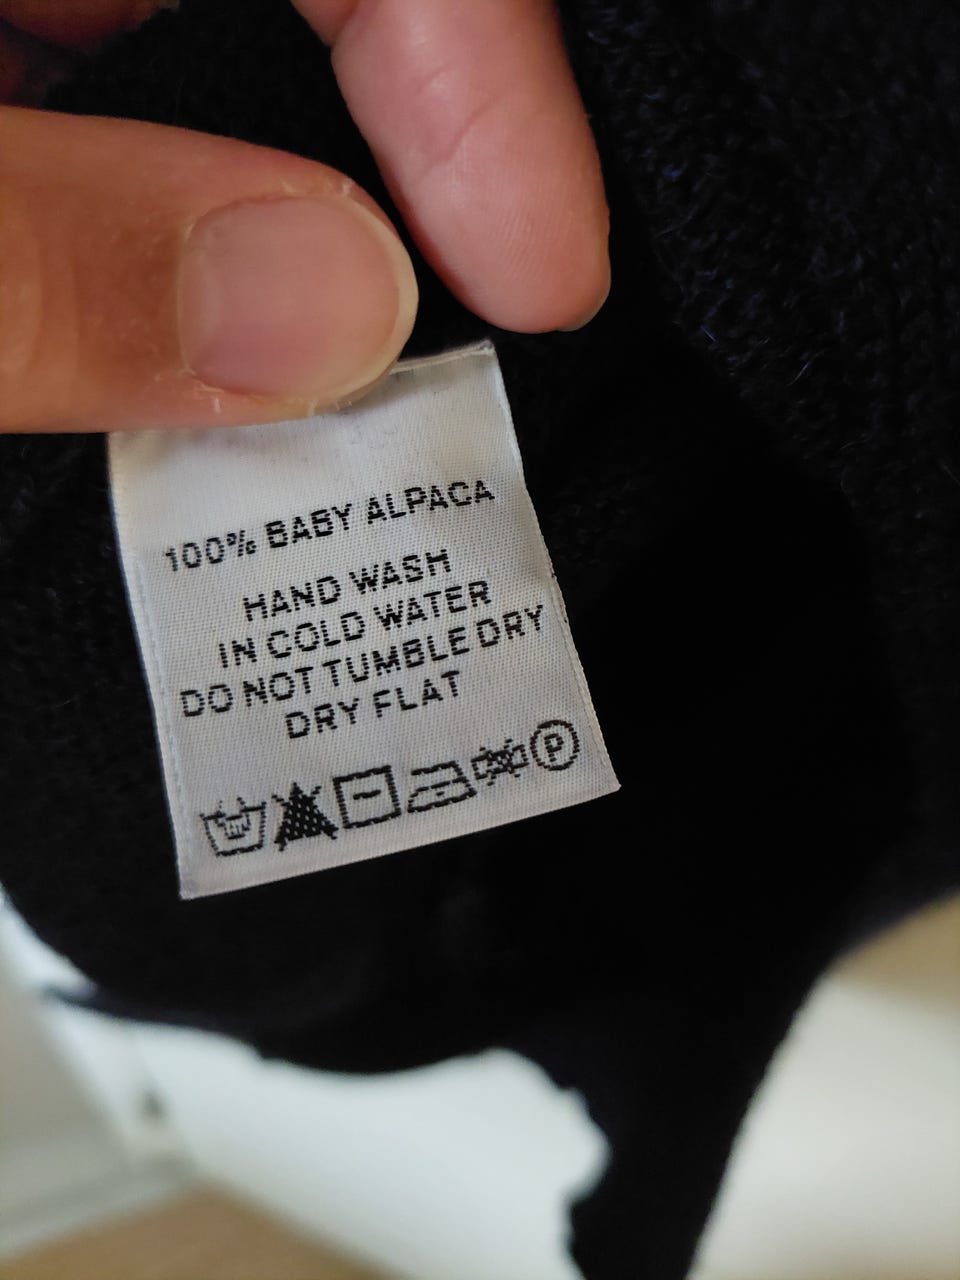 100% BABY ALPACA
HAND WASH
IN COLD WATER
DO NOT TUMBLE DRY
DRY FLAT
P